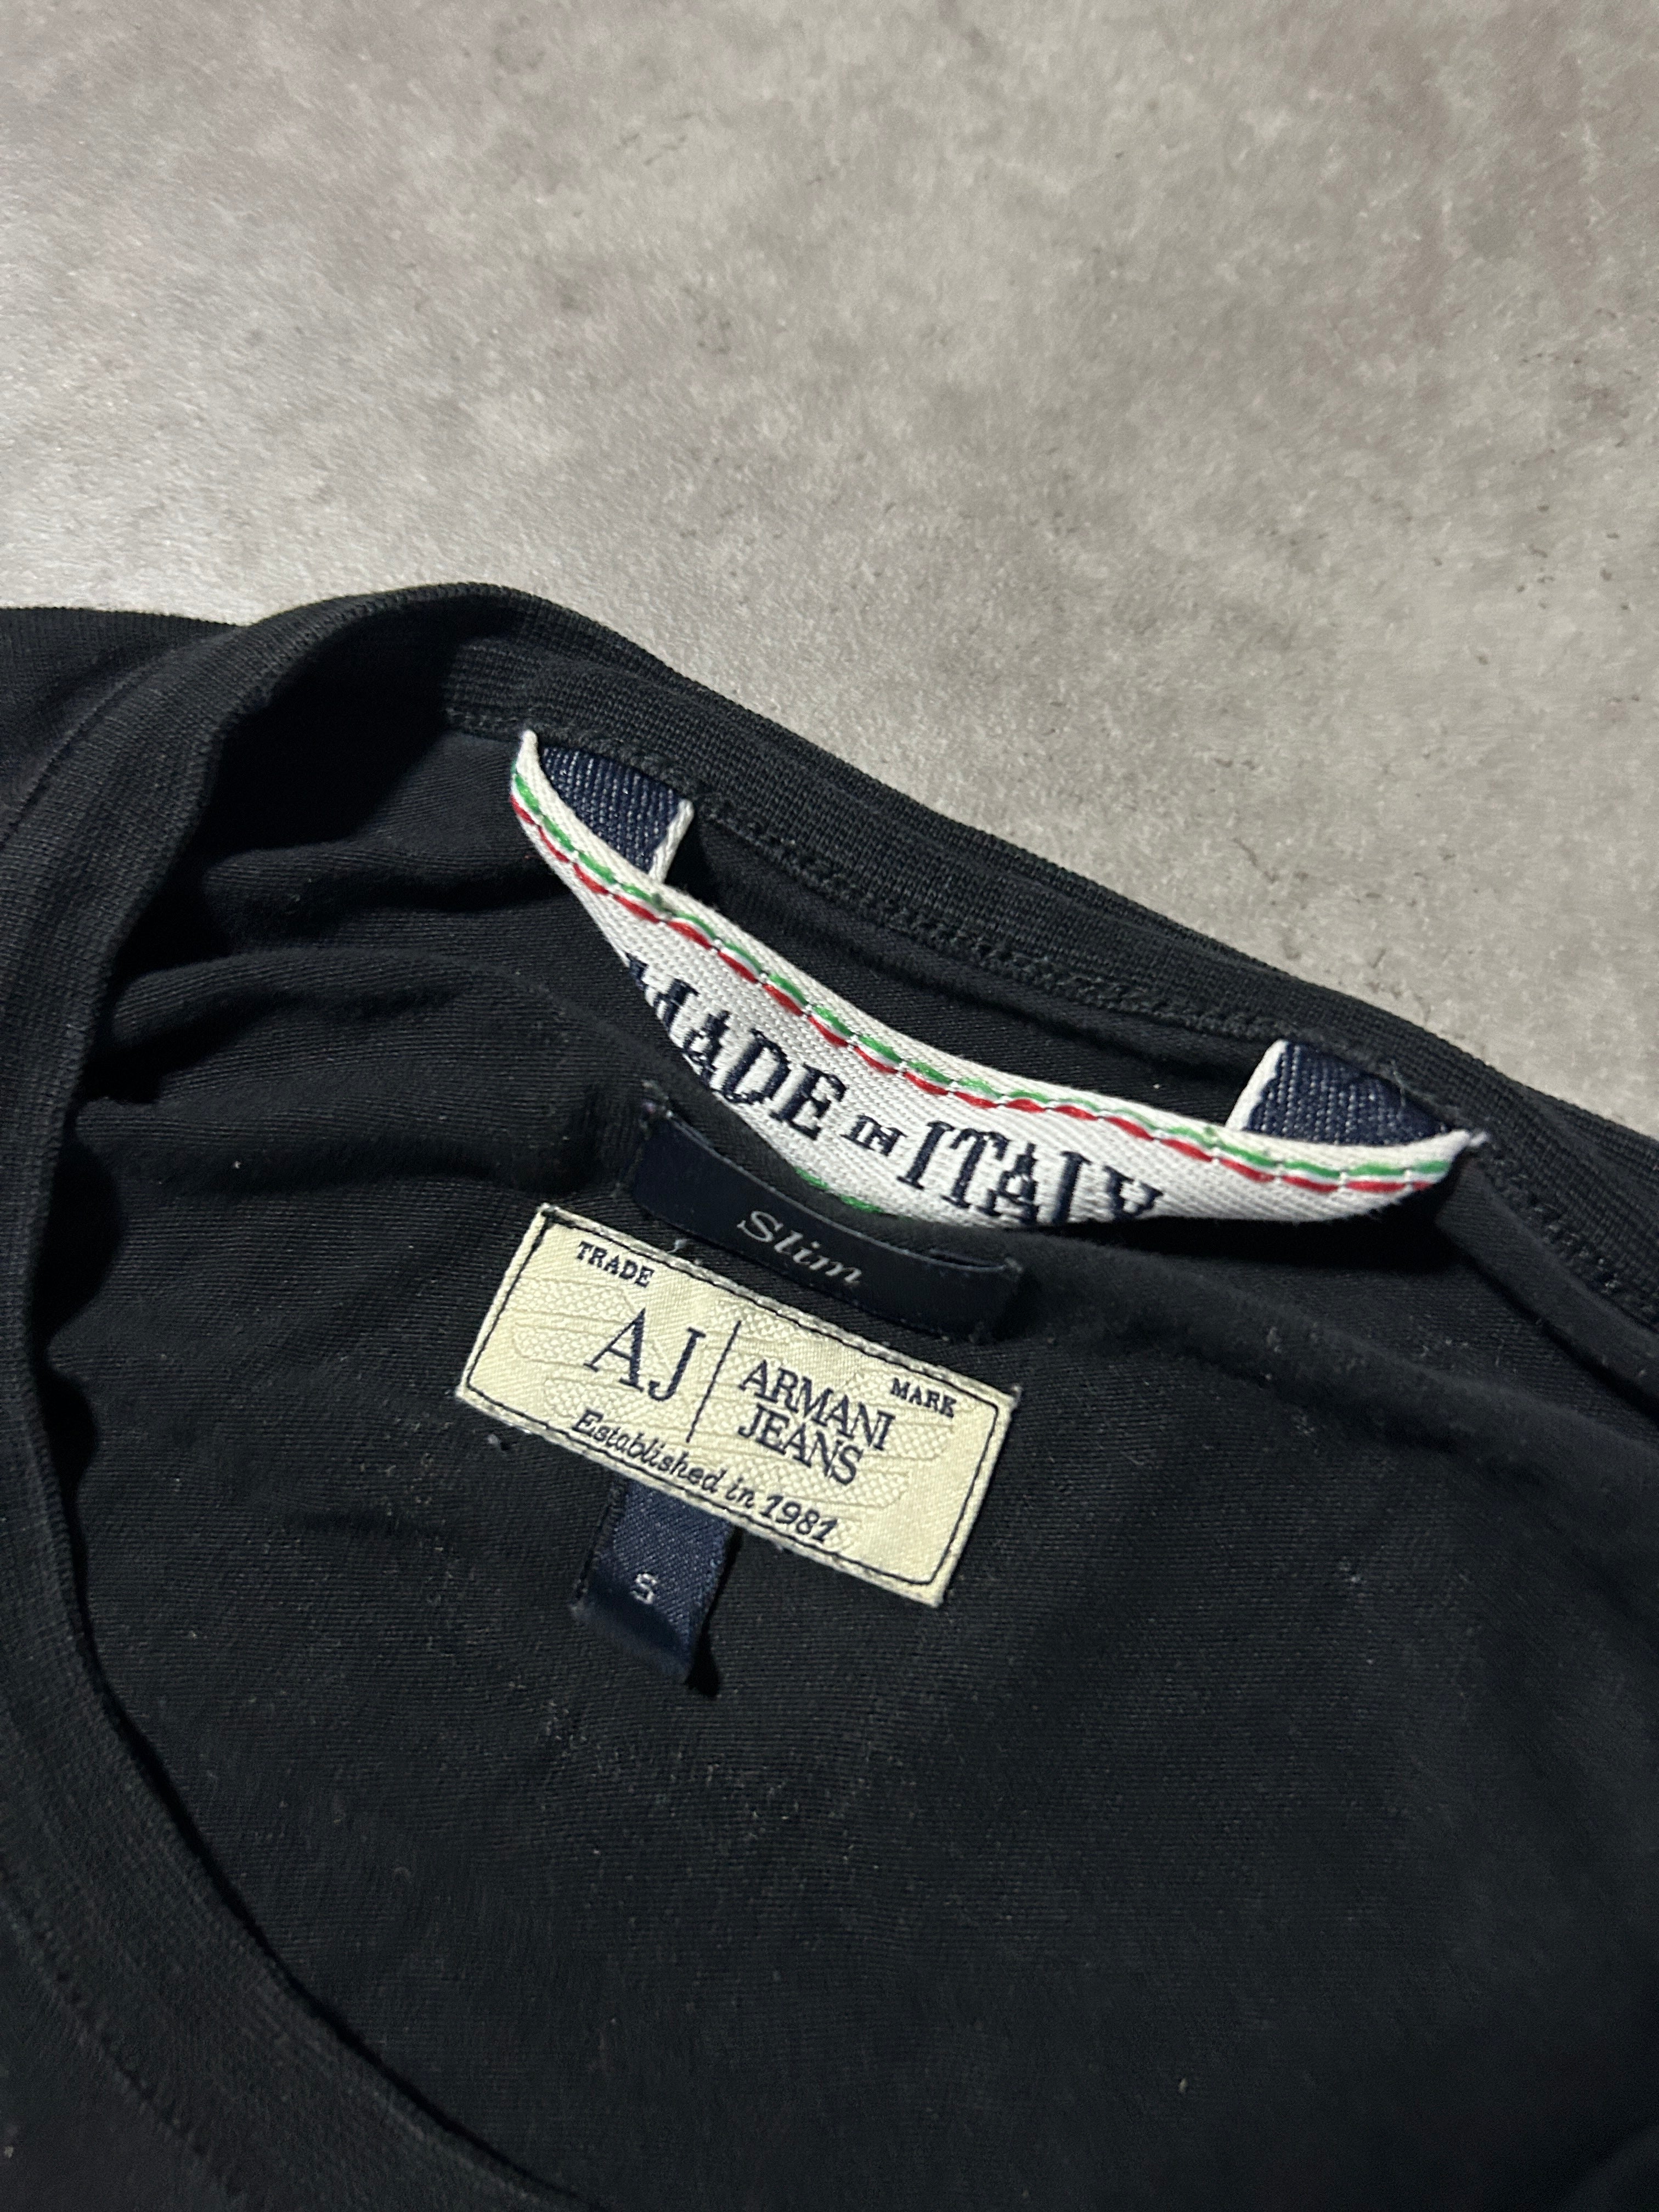 MADE IN ITALY
Slim
TRADE
AJ
ARMANI
JEANS
MARK
Established in 1981
S